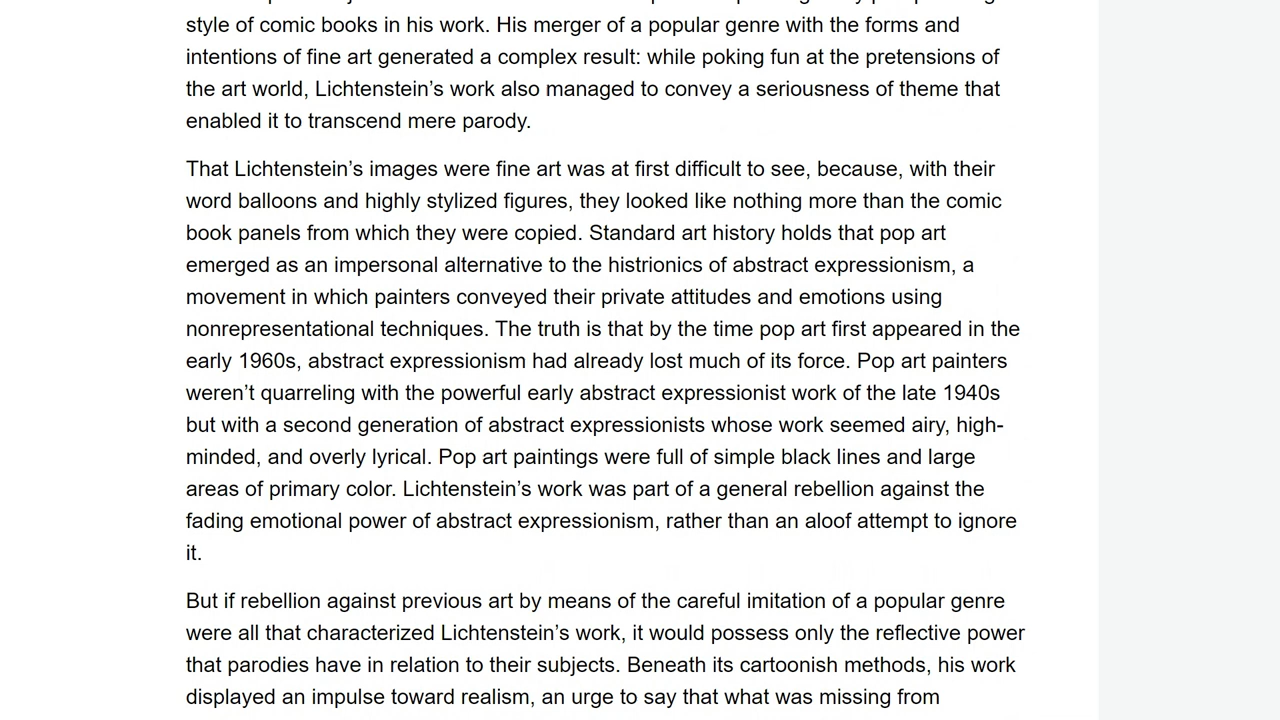 style of comic books in his work. His merger of a popular genre with the forms and
intentions of fine art generated a complex result: while poking fun at the pretensions of
the art world, Lichtenstein’s work also managed to convey a seriousness of theme that
enabled it to transcend mere parody.
That Lichtenstein’s images were fine art was at first difficult to see, because, with their
word balloons and highly stylized figures, they looked like nothing more than the comic
book panels from which they were copied. Standard art history holds that pop art
emerged as an impersonal alternative to the histrionics of abstract expressionism, a
movement in which painters conveyed their private attitudes and emotions using
nonrepresentational techniques. The truth is that by the time pop art first appeared in the
early 1960s, abstract expressionism had already lost much of its force. Pop art painters
weren’t quarreling with the powerful early abstract expressionist work of the late 1940s
but with a second generation of abstract expressionists whose work seemed airy, high-
minded, and overly lyrical. Pop art paintings were full of simple black lines and large
areas of primary color. Lichtenstein’s work was part of a general rebellion against the
fading emotional power of abstract expressionism, rather than an aloof attempt to ignore
it.
But if rebellion against previous art by means of the careful imitation of a popular genre
were all that characterized Lichtenstein’s work, it would possess only the reflective power
that parodies have in relation to their subjects. Beneath its cartoonish methods, his work
displayed an impulse toward realism, an urge to say that what was missing from